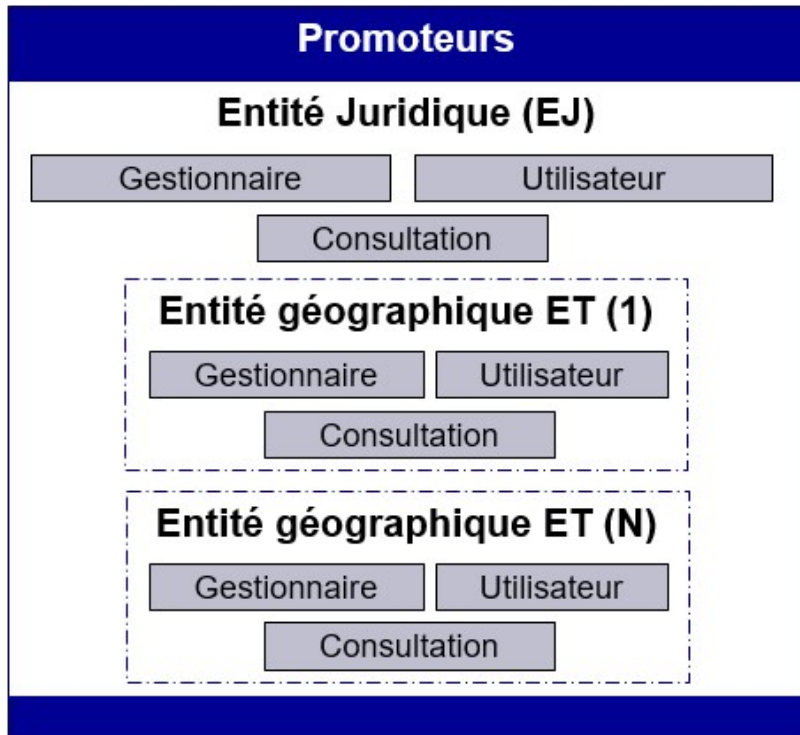 Promoteurs
Entité Juridique (EJ)
Gestionnaire Utilisateur
Consultation
Entité géographique ET (1)
Gestionnaire Utilisateur
Consultation
Entité géographique ET (N)
Gestionnaire Utilisateur
Consultation